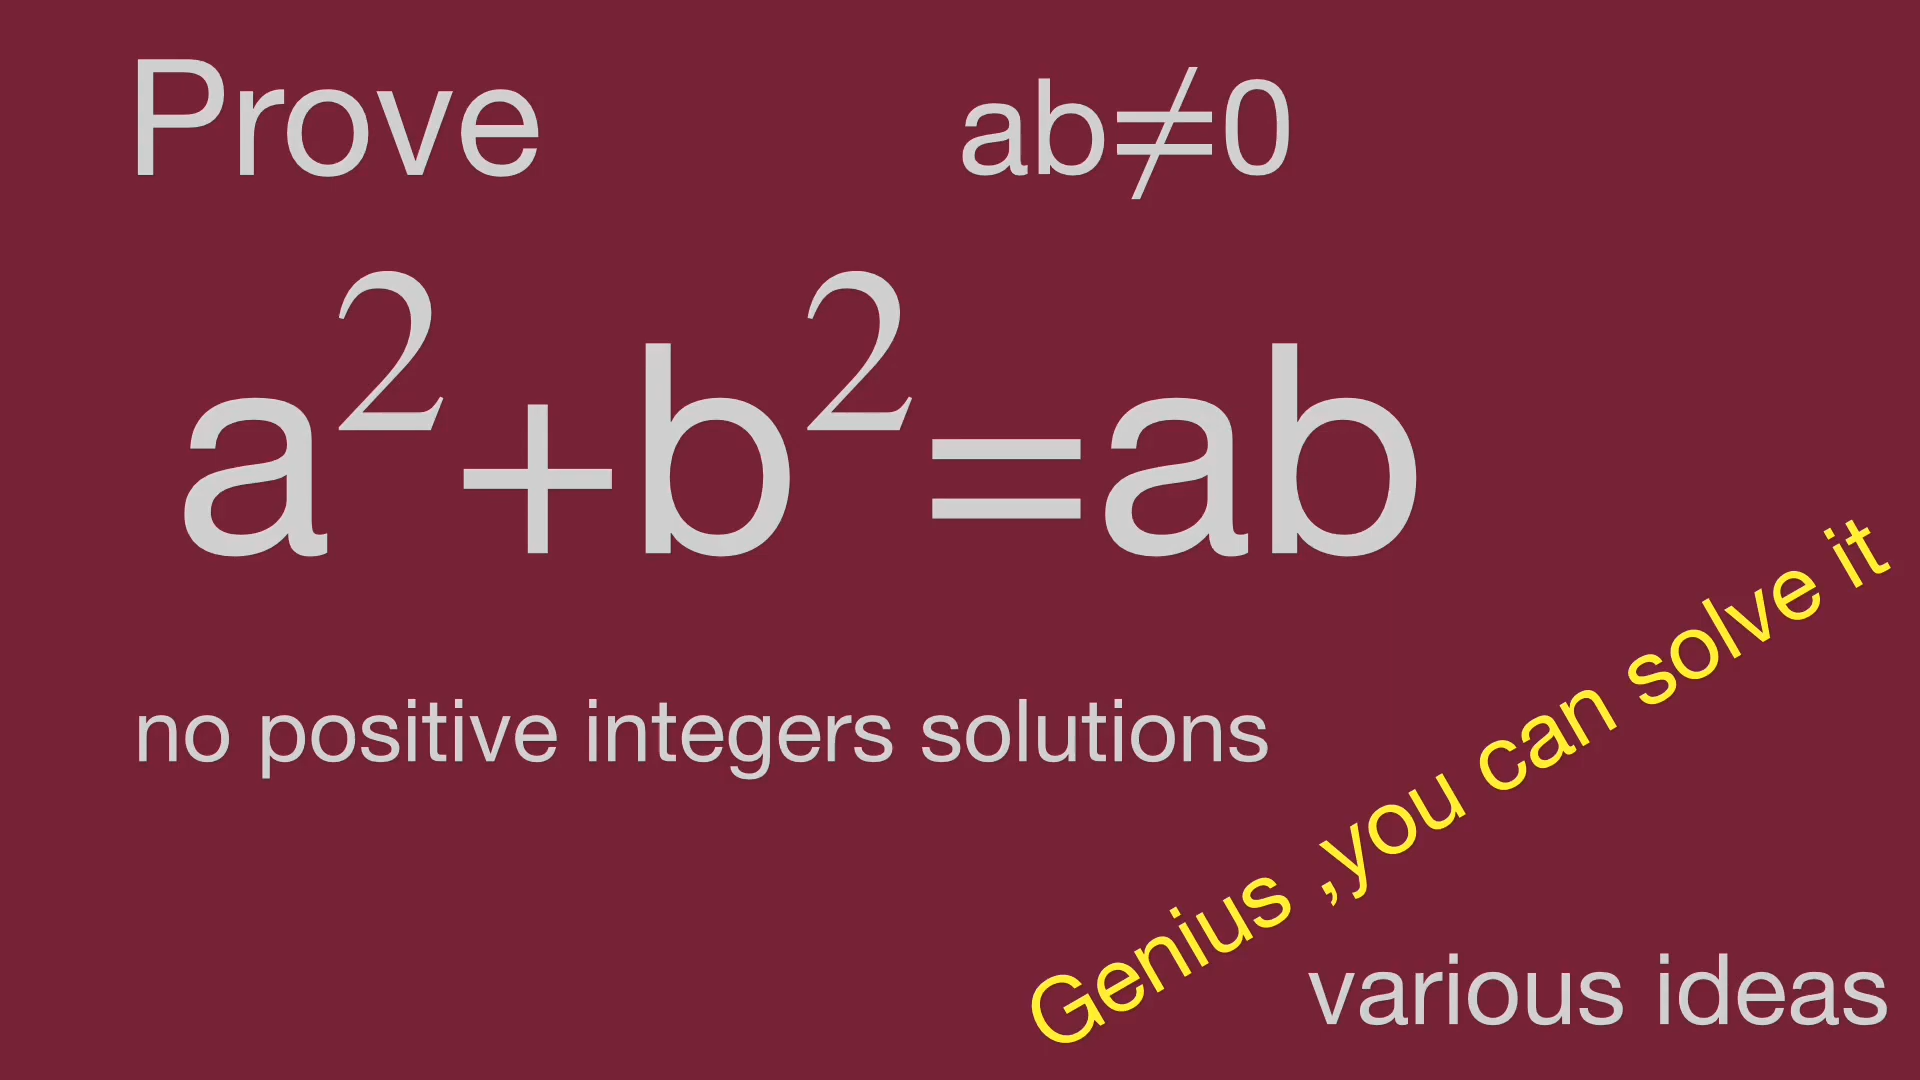 Prove
ab≠0
a²+b²=ab
no positive integers solutions
Genius ,you can solve it
various ideas